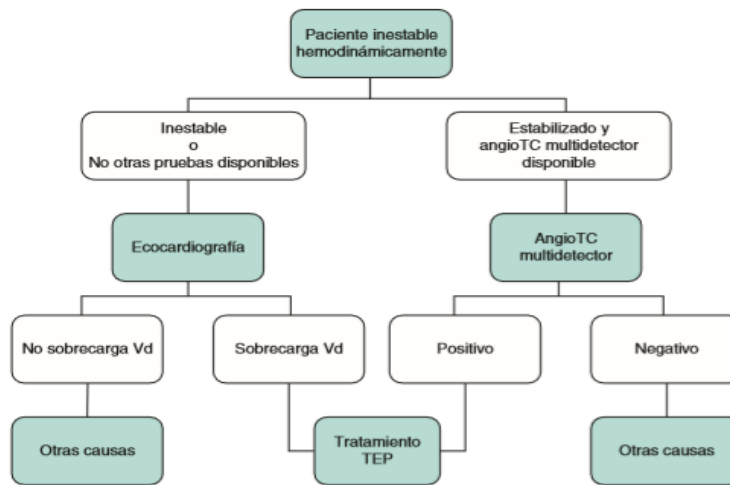 Paciente inestable
hemodinámicamente
Inestable
o
No otras pruebas disponibles
Estabilizado y
angioTC multidetector
disponible
Ecocardiografía
AngioTC
multidetector
No sobrecarga Vd
Sobrecarga Vd
Positivo
Negativo
Otras causas
Tratamiento
TEP
Otras causas